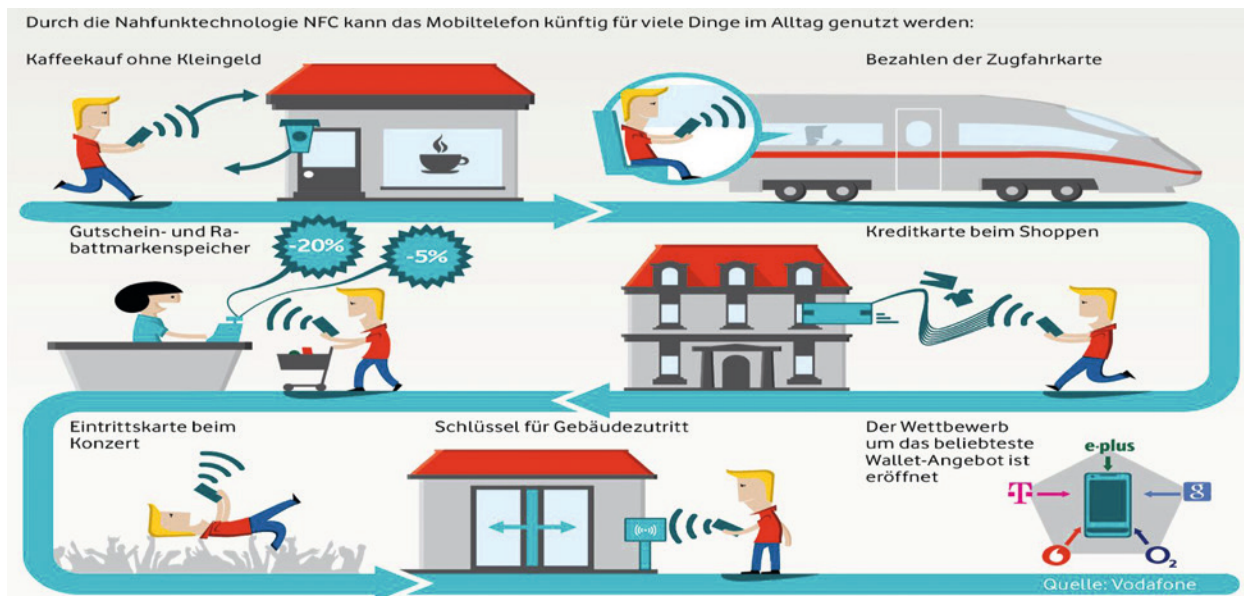 Durch die Nahfunktechnologie NFC kann das Mobiltelefon künftig für viele Dinge im Alltag genutzt werden:
Kaffeekauf ohne Kleingeld
Bezahlen der Zugfahrkarte
Gutschein- und Ra-
battmarkenspeicher
-20%
-5%
Kreditkarte beim Shoppen
Eintrittskarte beim
Konzert
Schlüssel für Gebäudezutritt
Der Wettbewerb
um das beliebteste
Wallet-Angebot ist
eröffnet
e-plus
T
g
O2
Quelle: Vodafone